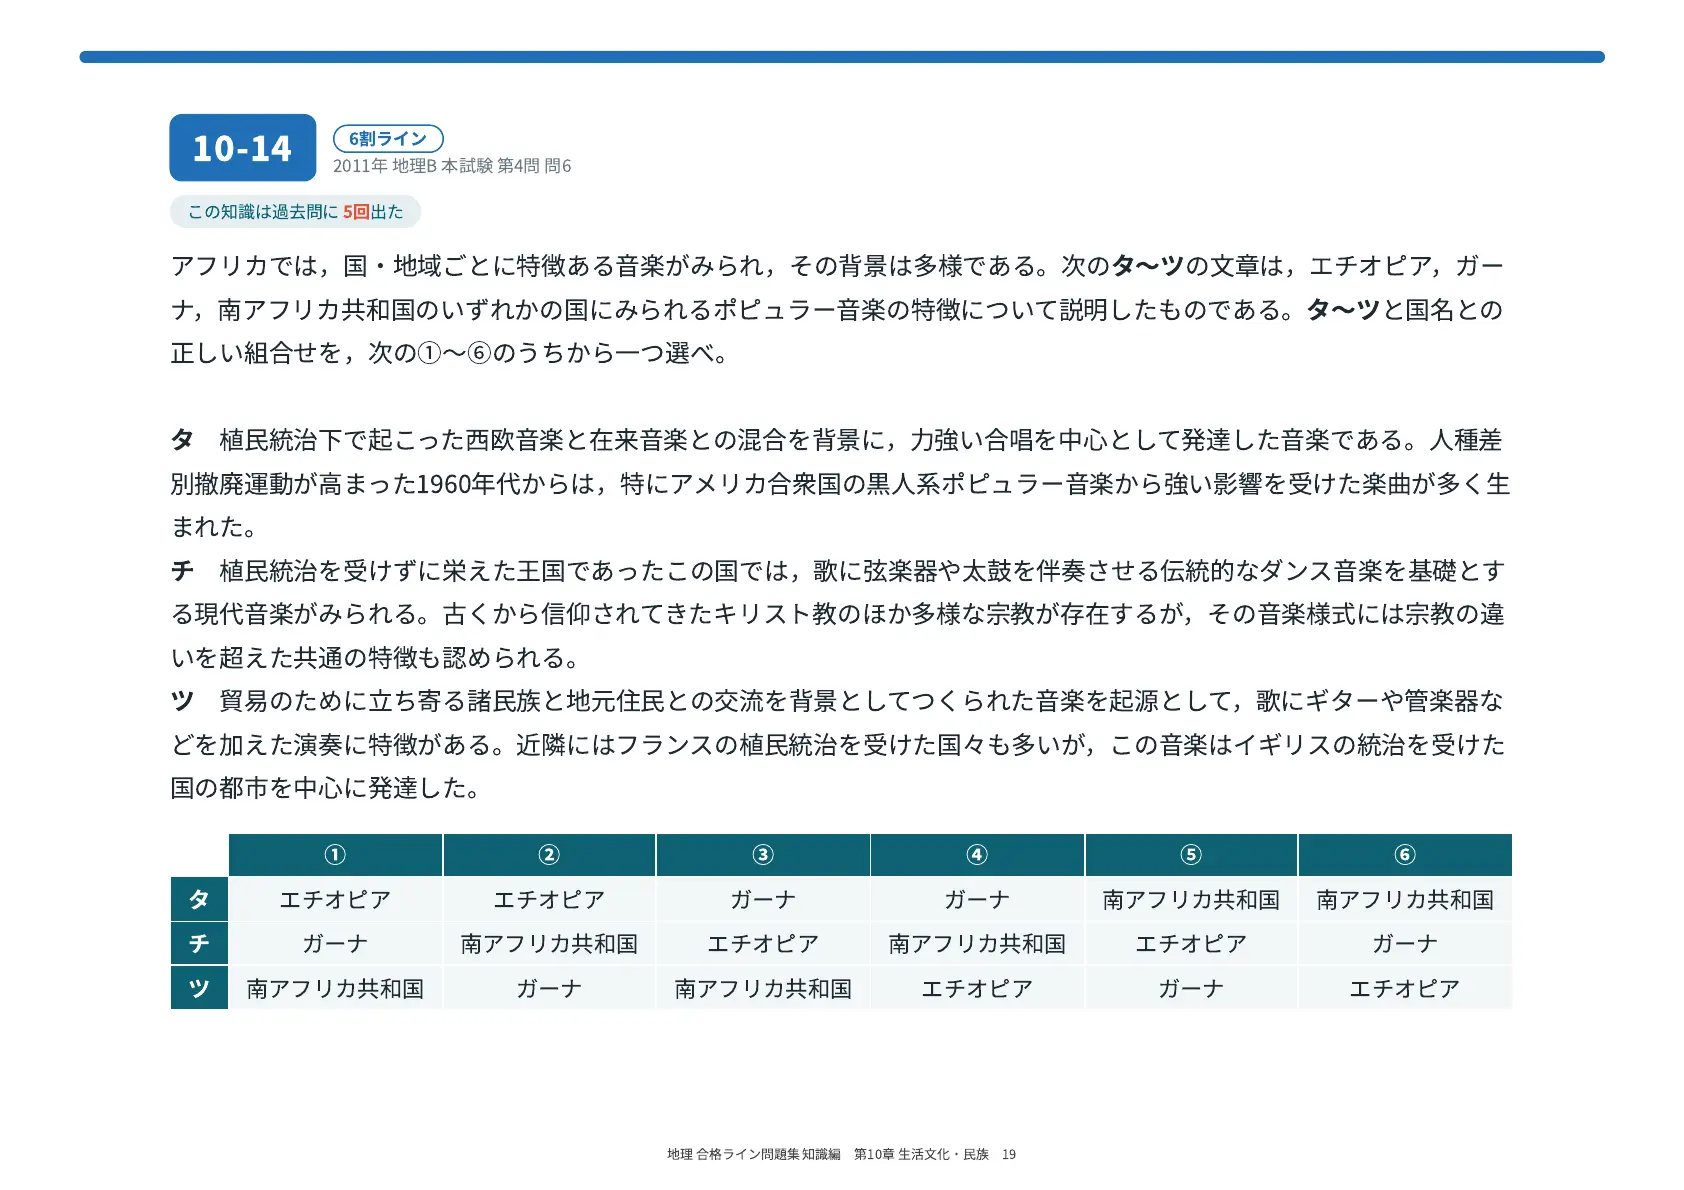 10-14
6割ライン
2011年 地理B 本試験 第4問 問6
この知識は過去問に 5回出た
アフリカでは，国・地域ごとに特徴ある音楽がみられ，その背景は多様である。次のタ～ツの文章は，エチオピア，ガー
ナ，南アフリカ共和国のいずれかの国にみられるポピュラー音楽の特徴について説明したものである。タ～ツと国名との
正しい組合せを，次の①～⑥のうちから一つ選べ。
タ　植民統治下で起こった西欧音楽と在来音楽との混合を背景に，力強い合唱を中心として発達した音楽である。人種差
別撤廃運動が高まった1960年代からは，特にアメリカ合衆国の黒人系ポピュラー音楽から強い影響を受けた楽曲が多く生
まれた。
チ　植民統治を受けずに栄えた王国であったこの国では，歌に弦楽器や太鼓を伴奏させる伝統的なダンス音楽を基礎とす
る現代音楽がみられる。古くから信仰されてきたキリスト教のほか多様な宗教が存在するが，その音楽様式には宗教の違
いを超えた共通の特徴も認められる。
ツ　貿易のために立ち寄る諸民族と地元住民との交流を背景としてつくられた音楽を起源として，歌にギターや管楽器な
どを加えた演奏に特徴がある。近隣にはフランスの植民統治を受けた国々も多いが，この音楽はイギリスの統治を受けた
国の都市を中心に発達した。
① ② ③ ④ ⑤ ⑥
タ エチオピア エチオピア ガーナ ガーナ 南アフリカ共和国 南アフリカ共和国
チ ガーナ 南アフリカ共和国 エチオピア 南アフリカ共和国 エチオピア ガーナ
ツ 南アフリカ共和国 ガーナ 南アフリカ共和国 エチオピア ガーナ エチオピア
地理 合格ライン問題集 知識編　第10章 生活文化・民族　19